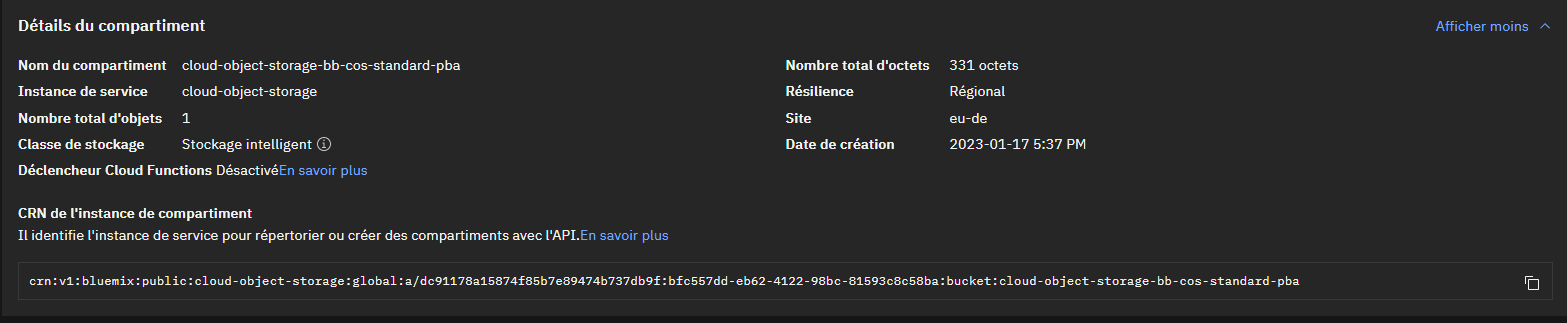 Détails du compartiment
Afficher moins
Nom du compartiment cloud-object-storage-bb-cos-standard-pba
Nombre total d'octets 331 octets
Instance de service cloud-object-storage
Résilience Régional
Nombre total d'objets 1
Site eu-de
Classe de stockage Stockage intelligent
Date de création 2023-01-17 5:37 PM
Déclencheur Cloud Functions DésactivéEn savoir plus
CRN de l'instance de compartiment
Il identifie l'instance de service pour répertorier ou créer des compartiments avec l'API.En savoir plus
crn:v1:bluemix:public:cloud-object-storage:global:a/dc91178a15874f85b7e89474b737db9f:bfc557dd-eb62-4122-98bc-81593c8c58ba:bucket:cloud-object-storage-bb-cos-standard-pba